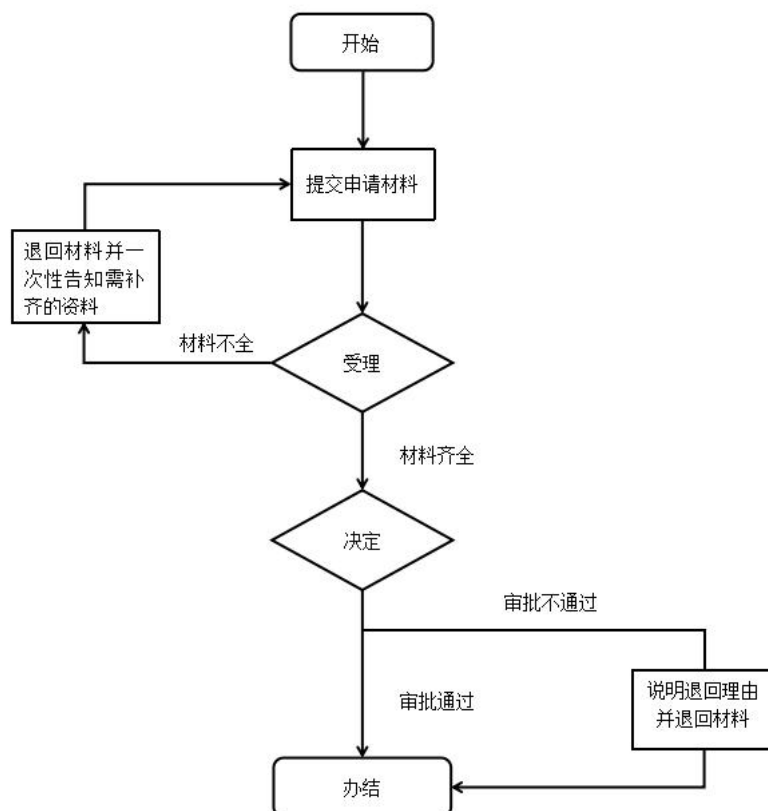 开始
提交申请材料
退回材料并一
次性告知需补
齐的资料
材料不全
受理
材料齐全
决定
审批不通过
审批通过
说明退回理由
并退回材料
办结